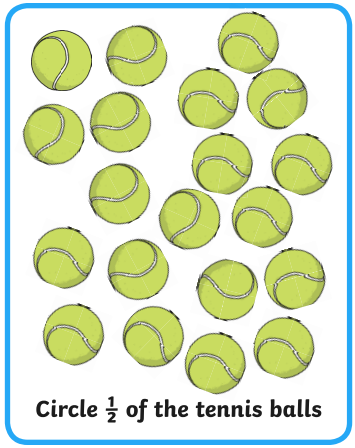 Circle 1/2 of the tennis balls